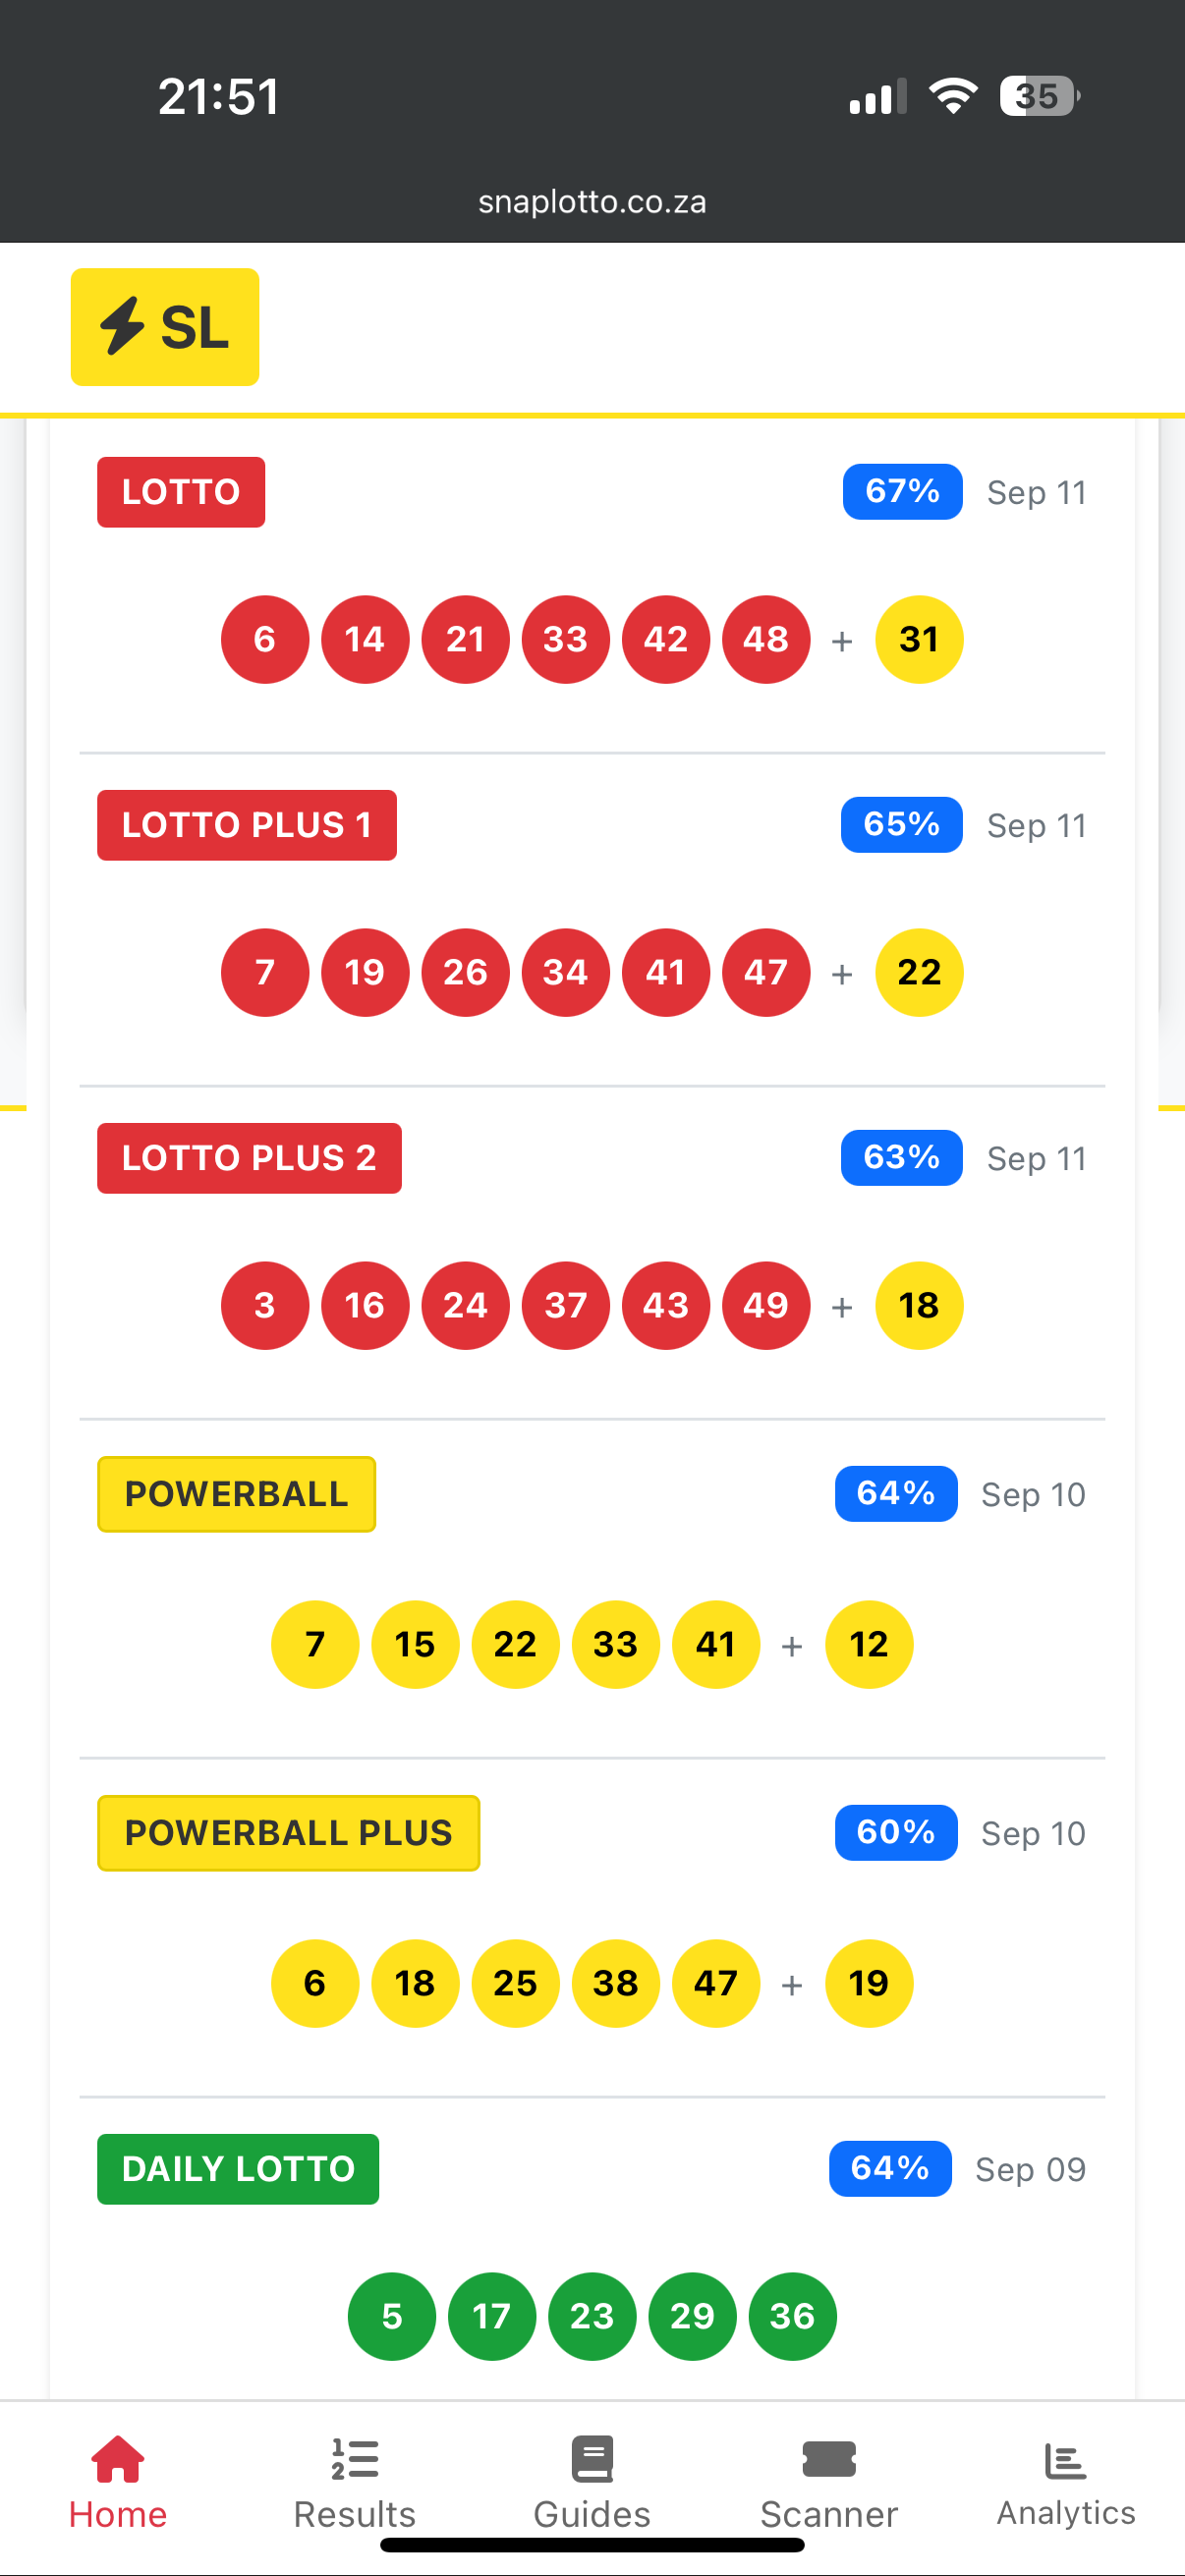 21:51
35
snaplotto.co.za
SL
LOTTO 67% Sep 11
6 14 21 33 42 48 + 31
LOTTO PLUS 1 65% Sep 11
7 19 26 34 41 47 + 22
LOTTO PLUS 2 63% Sep 11
3 16 24 37 43 49 + 18
POWERBALL 64% Sep 10
7 15 22 33 41 + 12
POWERBALL PLUS 60% Sep 10
6 18 25 38 47 + 19
DAILY LOTTO 64% Sep 09
5 17 23 29 36
Home Results Guides Scanner Analytics